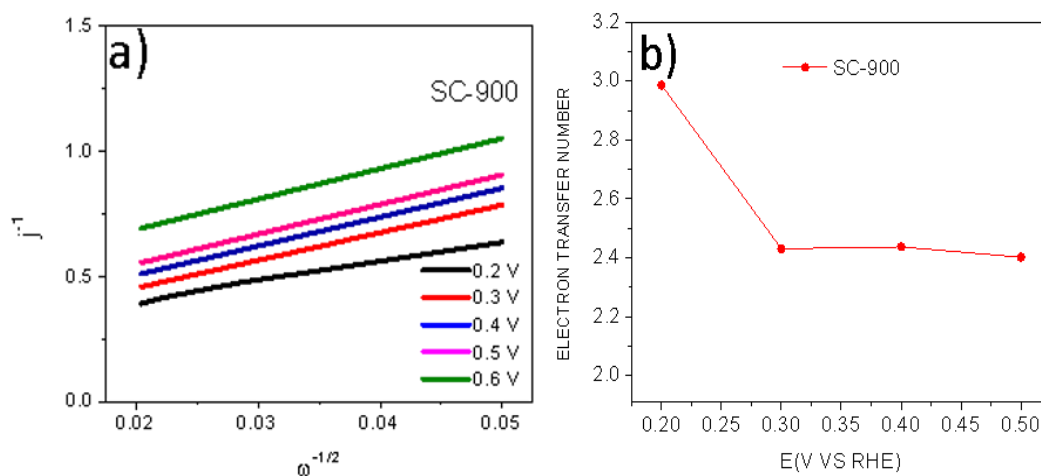 a)
SC-900
1.5
1.0
0.5
0.0
j-1
0.2 V
0.3 V
0.4 V
0.5 V
0.6 V
0.02 0.03 0.04 0.05
ω-1/2
b)
SC-900
3.2
3.0
2.8
2.6
2.4
2.2
2.0
ELECTRON TRANSFER NUMBER
0.20 0.25 0.30 0.35 0.40 0.45 0.50
E(V VS RHE)